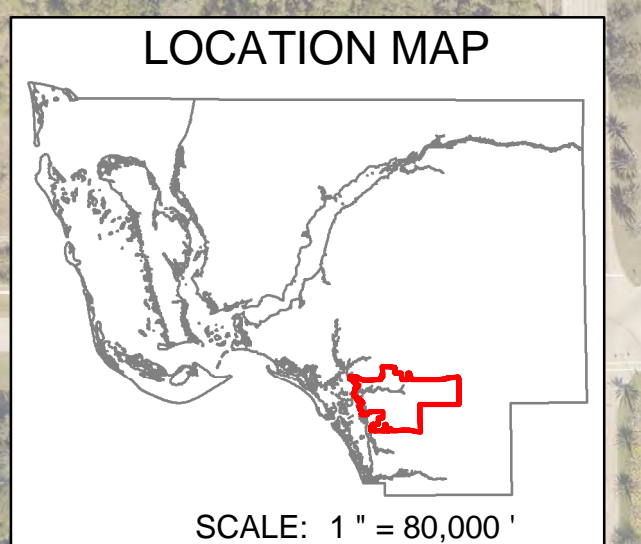 LOCATION MAP
SCALE: 1 " = 80,000 '